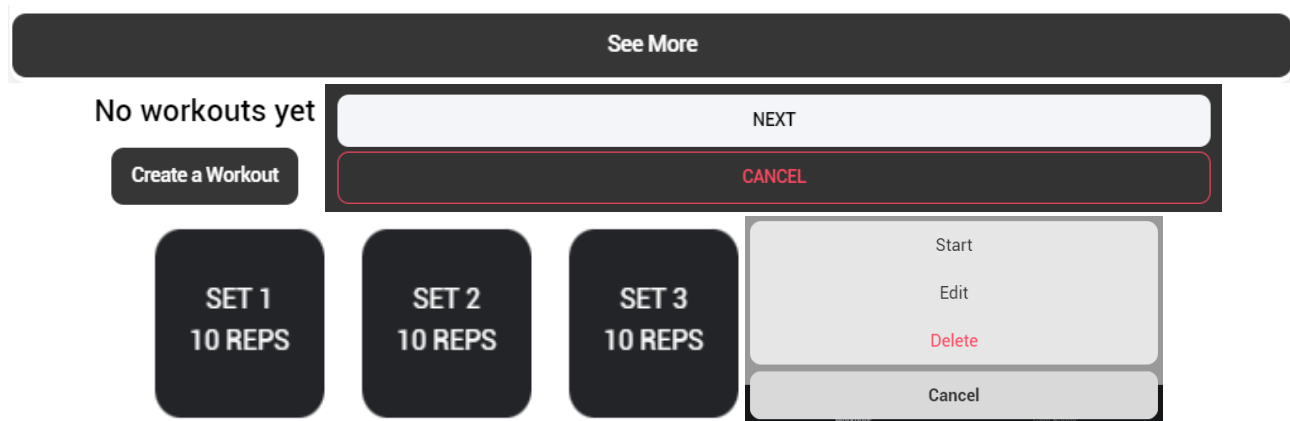 See More
No workouts yet
Create a Workout
NEXT
CANCEL
SET 1
10 REPS
SET 2
10 REPS
SET 3
10 REPS
Start
Edit
Delete
Cancel